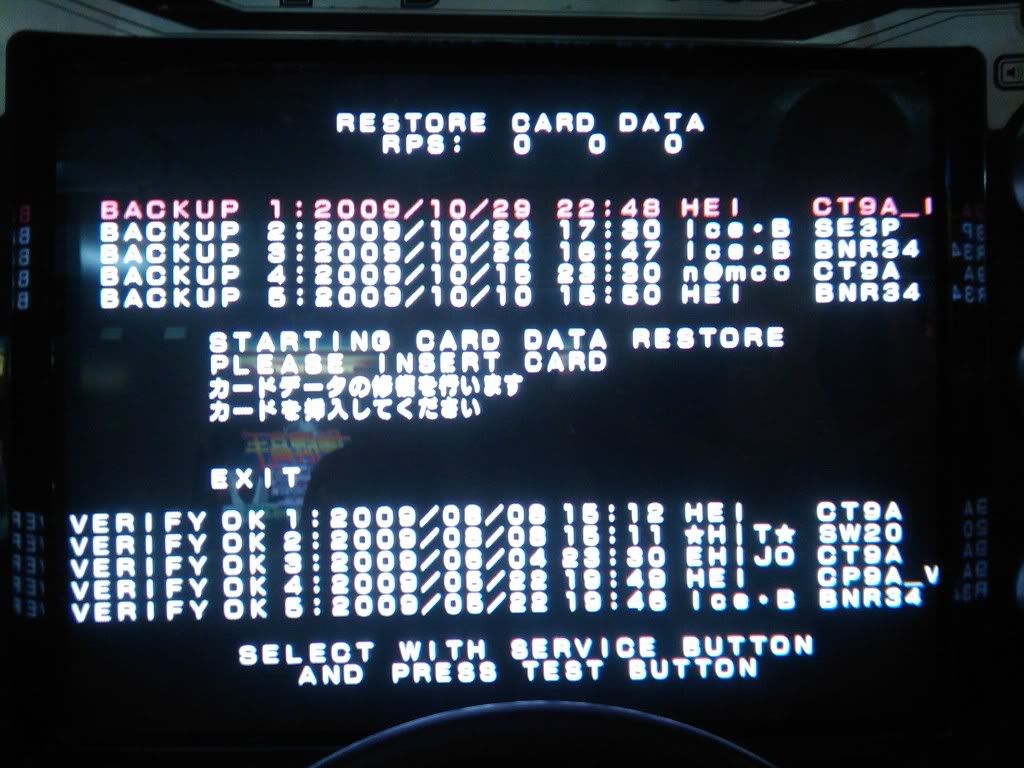 RESTORE CARD DATA
RPS: 0 0 0
BACKUP 1:2009/10/29 22:48 HEI CT9A_I
BACKUP 2:2009/10/24 17:30 Ice・B SE3P
BACKUP 3:2009/10/24 16:47 Ice・B BNR34
BACKUP 4:2009/10/15 23:30 n@mco CT9A
BACKUP 5:2009/10/10 15:50 HEI BNR34
STARTING CARD DATA RESTORE
PLEASE INSERT CARD
カードデータの修復を行います
カードを挿入してください
EXIT
VERIFY OK 1:2009/08/08 15:12 HEI CT9A
VERIFY OK 2:2009/08/08 15:11 ★HIT★ SW20
VERIFY OK 3:2009/06/04 23:30 EHIJO CT9A
VERIFY OK 4:2009/05/22 19:49 HEI CP9A_V
VERIFY OK 5:2009/05/22 19:46 Ice・B BNR34
SELECT WITH SERVICE BUTTON
AND PRESS TEST BUTTON